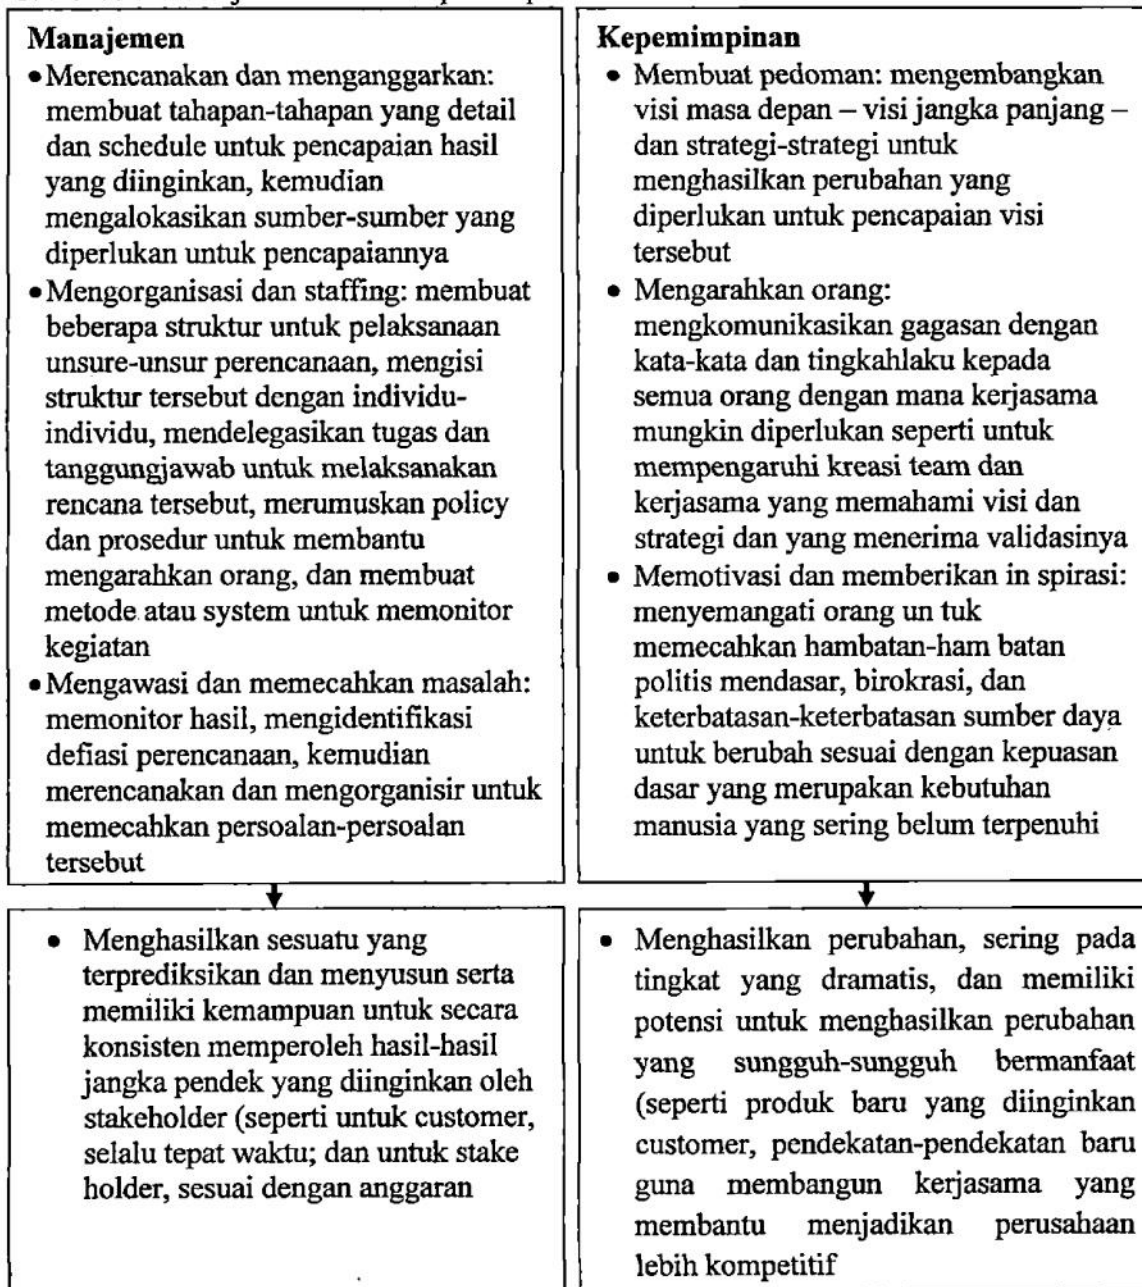 Manajemen
•Merencanakan dan menganggarkan:
membuat tahapan-tahapan yang detail
dan schedule untuk pencapaian hasil
yang diinginkan, kemudian
mengalokasikan sumber-sumber yang
diperlukan untuk pencapaiannya
•Mengorganisasi dan staffing: membuat
beberapa struktur untuk pelaksanaan
unsure-unsur perencanaan, mengisi
struktur tersebut dengan individu-
individu, mendelegasikan tugas dan
tanggungjawab untuk melaksanakan
rencana tersebut, merumuskan policy
dan prosedur untuk membantu
mengarahkan orang, dan membuat
metode atau system untuk memonitor
kegiatan
•Mengawasi dan memecahkan masalah:
memonitor hasil, mengidentifikasi
defiasi perencanaan, kemudian
merencanakan dan mengorganisir untuk
memecahkan persoalan-persoalan
tersebut
Kepemimpinan
• Membuat pedoman: mengembangkan
visi masa depan – visi jangka panjang –
dan strategi-strategi untuk
menghasilkan perubahan yang
diperlukan untuk pencapaian visi
tersebut
• Mengarahkan orang:
mengkomunikasikan gagasan dengan
kata-kata dan tingkahlaku kepada
semua orang dengan mana kerjasama
mungkin diperlukan seperti untuk
mempengaruhi kreasi team dan
kerjasama yang memahami visi dan
strategi dan yang menerima validasinya
• Memotivasi dan memberikan in spirasi:
menyemangati orang un tuk
memecahkan hambatan-ham batan
politis mendasar, birokrasi, dan
keterbatasan-keterbatasan sumber daya
untuk berubah sesuai dengan kepuasan
dasar yang merupakan kebutuhan
manusia yang sering belum terpenuhi
• Menghasilkan sesuatu yang
terprediksikan dan menyusun serta
memiliki kemampuan untuk secara
konsisten memperoleh hasil-hasil
jangka pendek yang diinginkan oleh
stakeholder (seperti untuk customer,
selalu tepat waktu; dan untuk stake
holder, sesuai dengan anggaran
• Menghasilkan perubahan, sering pada
tingkat yang dramatis, dan memiliki
potensi untuk menghasilkan perubahan
yang sungguh-sungguh bermanfaat
(seperti produk baru yang diinginkan
customer, pendekatan-pendekatan baru
guna membangun kerjasama yang
membantu menjadikan perusahaan
lebih kompetitif